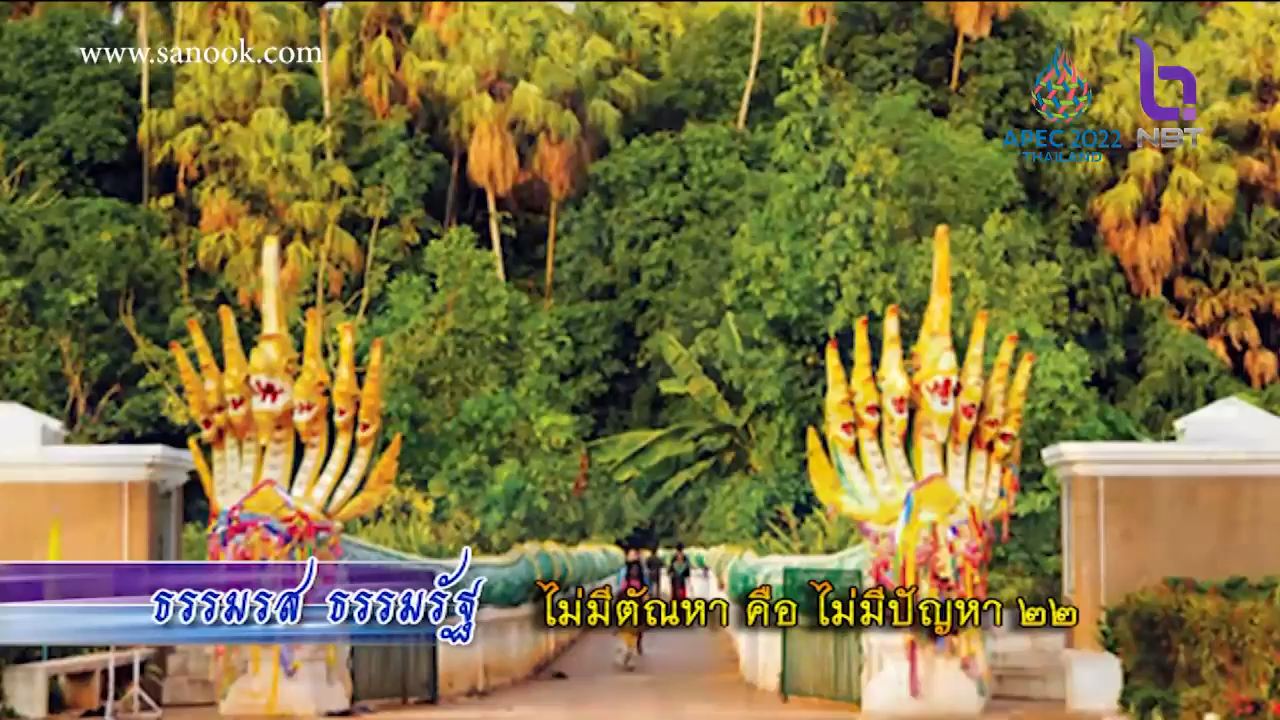 www.sanook.com
APEC 2022
THAILAND
NBT
ธรรมรส ธรรมรัฐ
ไม่มีตัณหา คือ ไม่มีปัญหา ๒๒